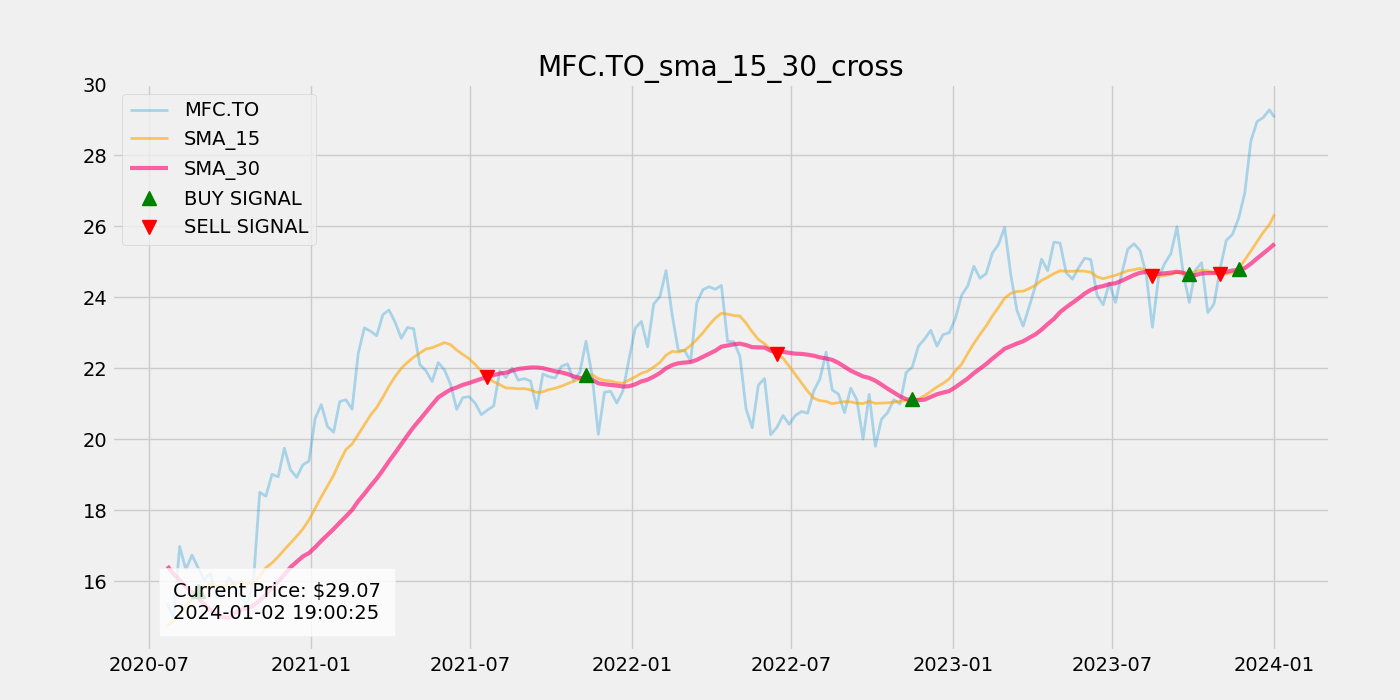 MFC.TO_sma_15_30_cross
30
28
26
24
22
20
18
16
MFC.TO
SMA_15
SMA_30
BUY SIGNAL
SELL SIGNAL
Current Price: $29.07
2024-01-02 19:00:25
2020-07
2021-01
2021-07
2022-01
2022-07
2023-01
2023-07
2024-01